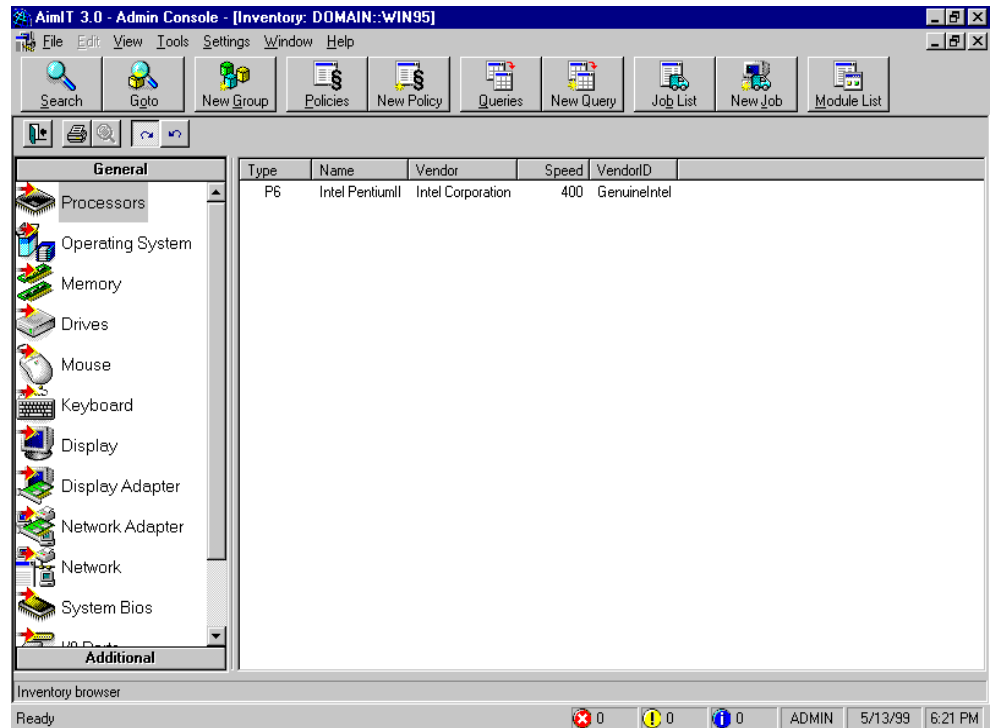 AimIT 3.0 - Admin Console - [Inventory: DOMAIN::WIN95]
File Edit View Tools Settings Window Help
Search Goto New Group Policies New Policy Queries New Query Job List New Job Module List
General
Processors
Operating System
Memory
Drives
Mouse
Keyboard
Display
Display Adapter
Network Adapter
Network
System Bios
I/O Ports
Additional
Type Name Vendor Speed VendorID
P6 Intel PentiumII Intel Corporation 400 GenuineIntel
Inventory browser
Ready 0 0 0 ADMIN 5/13/99 6:21 PM